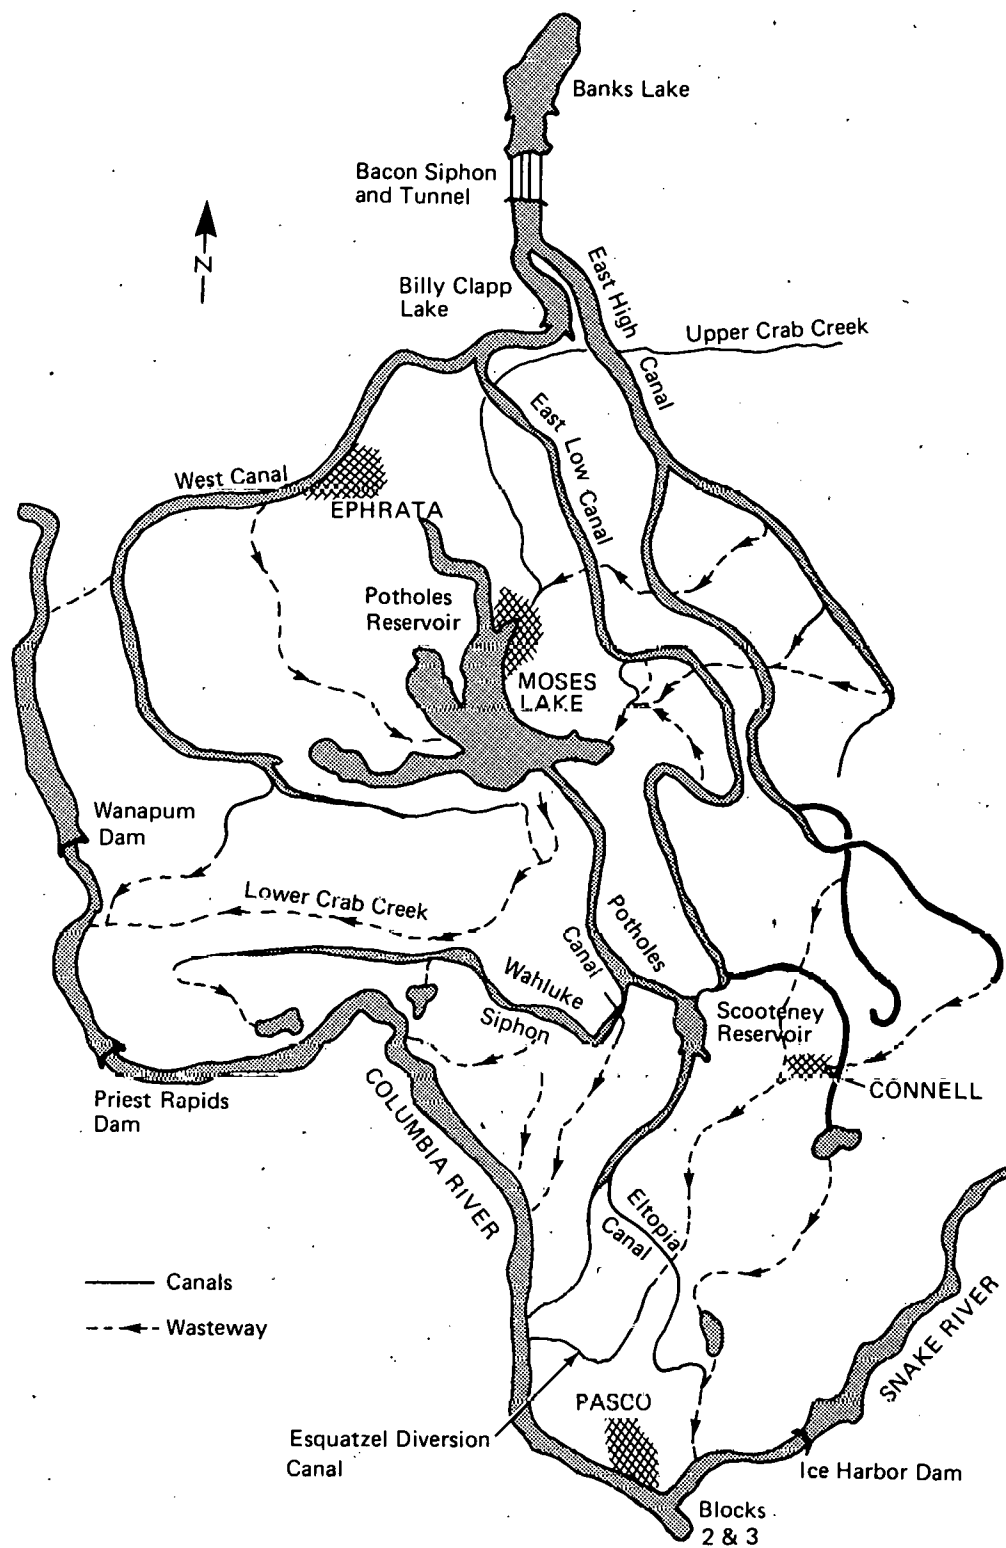 Banks Lake
Bacon Siphon
and Tunnel
N
Billy Clapp
Lake
East High
Canal
Upper Crab Creek
East Low Canal
West Canal
EPHRATA
Potholes
Reservoir
MOSES
LAKE
Wanapum
Dam
Lower Crab Creek
Potholes
Canal
Wahluke
Siphon
Scooteney
Reservoir
Priest Rapids
Dam
COLUMBIA RIVER
CONNELL
Eltopia
Canal
Canals
Wasteway
SNAKE RIVER
PASCO
Esquatzel Diversion
Canal
Ice Harbor Dam
Blocks
2 & 3